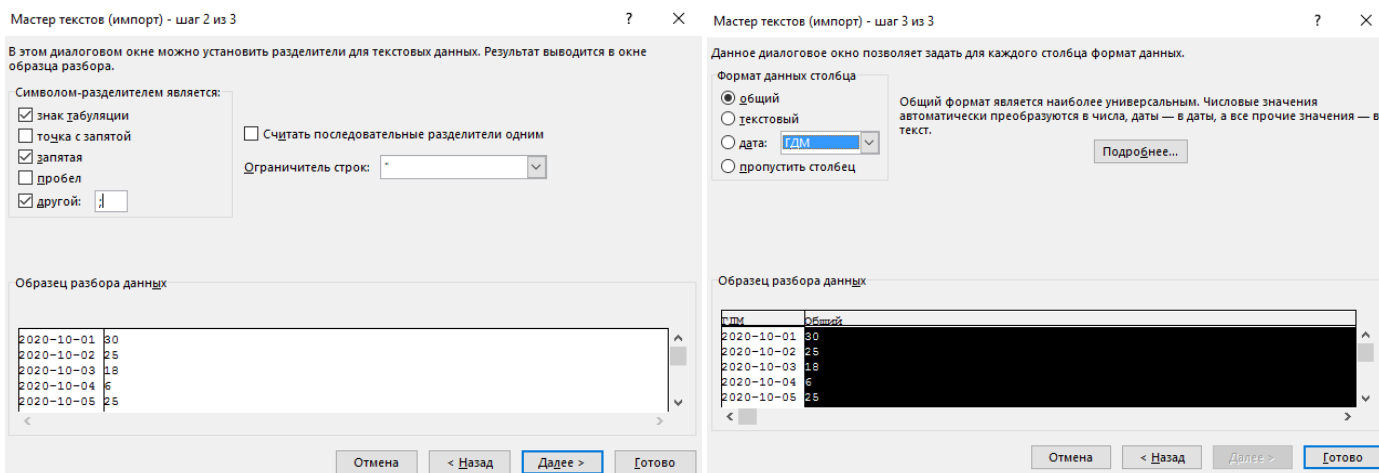 Мастер текстов (импорт) - шаг 2 из 3
? ×
В этом диалоговом окне можно установить разделители для текстовых данных. Результат выводится в окне
образца разбора.
Символом-разделителем является:
знак табуляции
точка с запятой
запятая
пробел
другой: ;
Считать последовательные разделители одним
Ограничитель строк: "
Образец разбора данных
2020-10-01 30
2020-10-02 25
2020-10-03 18
2020-10-04 6
2020-10-05 25
Отмена < Назад Далее > Готово
Мастер текстов (импорт) - шаг 3 из 3
? ×
Данное диалоговое окно позволяет задать для каждого столбца формат данных.
Формат данных столбца
общий
текстовый
дата: ГДМ
пропустить столбец
Общий формат является наиболее универсальным. Числовые значения
автоматически преобразуются в числа, даты — в даты, а все прочие значения — в
текст.
Подробнее...
Образец разбора данных
ГДМ Общий
2020-10-01 30
2020-10-02 25
2020-10-03 18
2020-10-04 6
2020-10-05 25
Отмена < Назад Далее > Готово